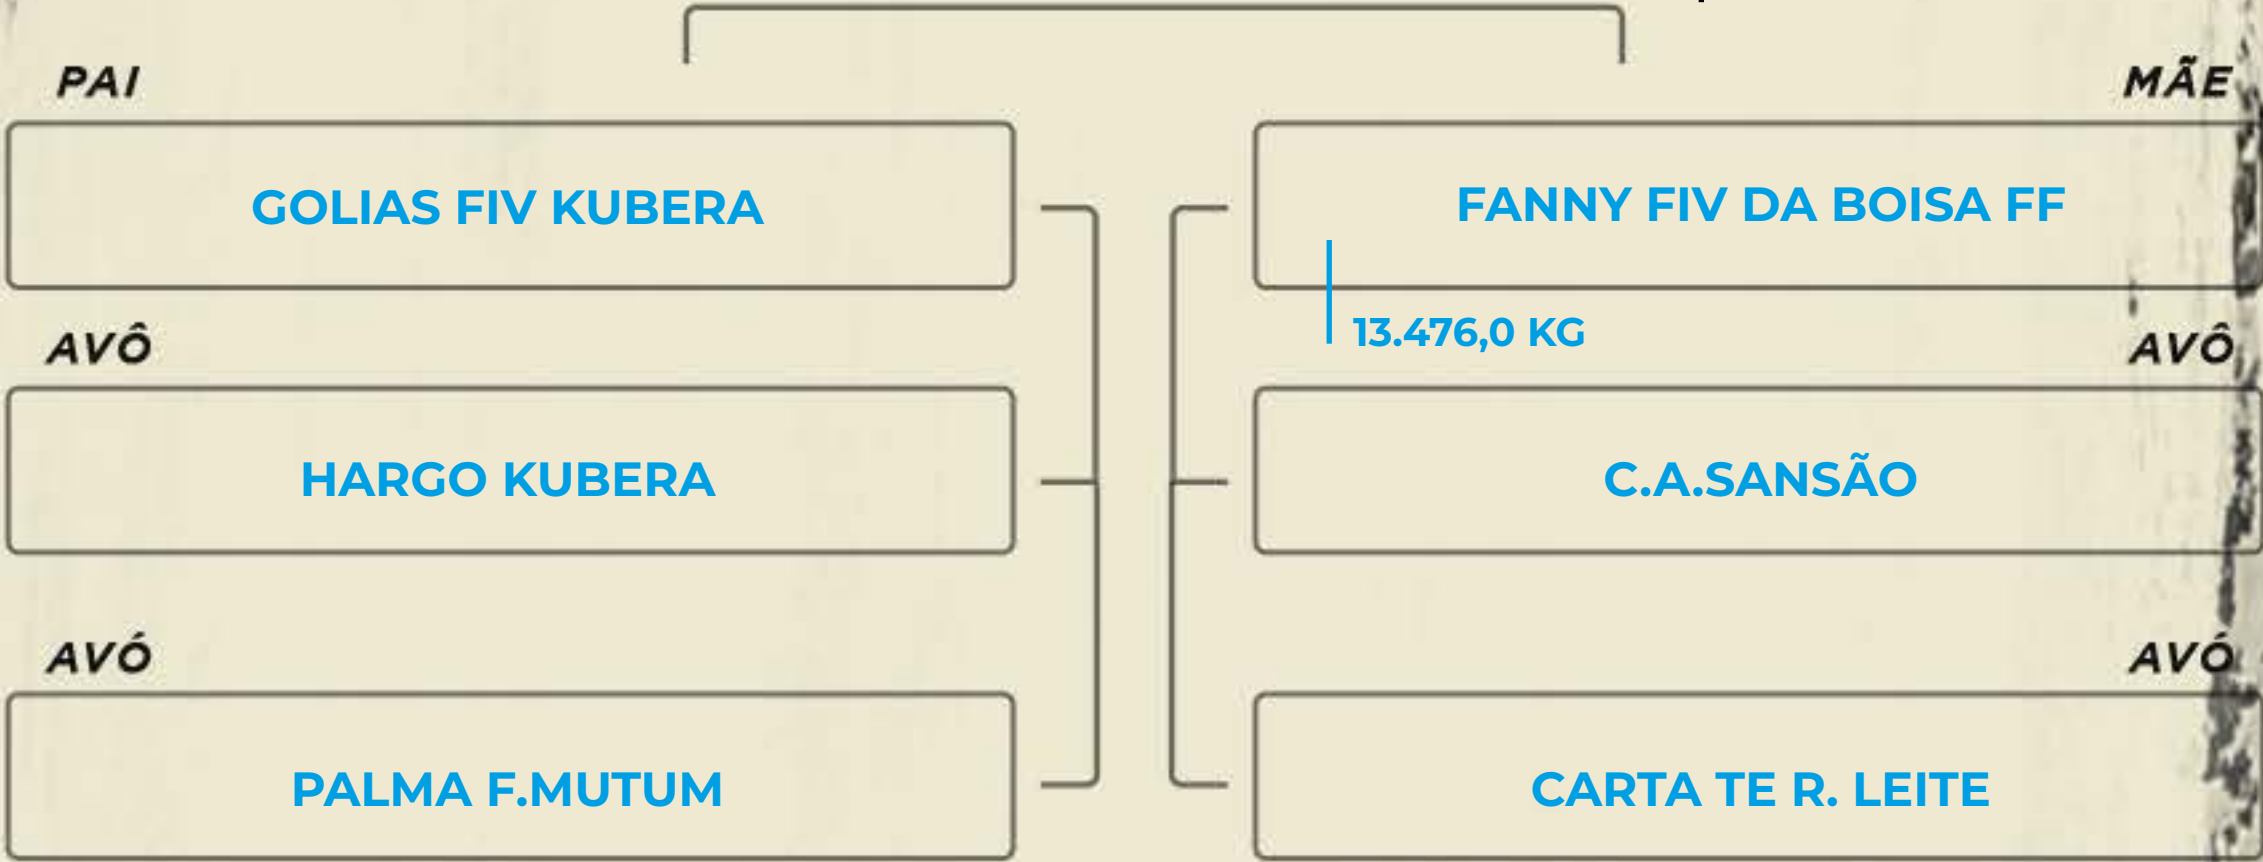 PAI
MÃE
GOLIAS FIV KUBERA
FANNY FIV DA BOISA FF
13.476,0 KG
AVÔ
AVÔ
HARGO KUBERA
C.A.SANSÃO
AVÓ
AVÓ
PALMA F.MUTUM
CARTA TE R. LEITE